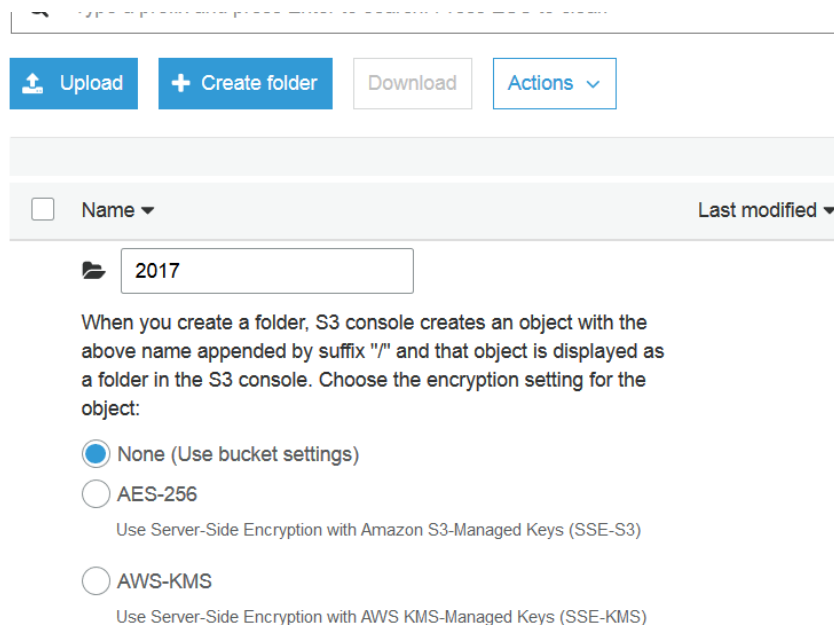 Upload
Create folder
Download
Actions
Name
Last modified
2017
When you create a folder, S3 console creates an object with the
above name appended by suffix "/" and that object is displayed as
a folder in the S3 console. Choose the encryption setting for the
object:
None (Use bucket settings)
AES-256
Use Server-Side Encryption with Amazon S3-Managed Keys (SSE-S3)
AWS-KMS
Use Server-Side Encryption with AWS KMS-Managed Keys (SSE-KMS)